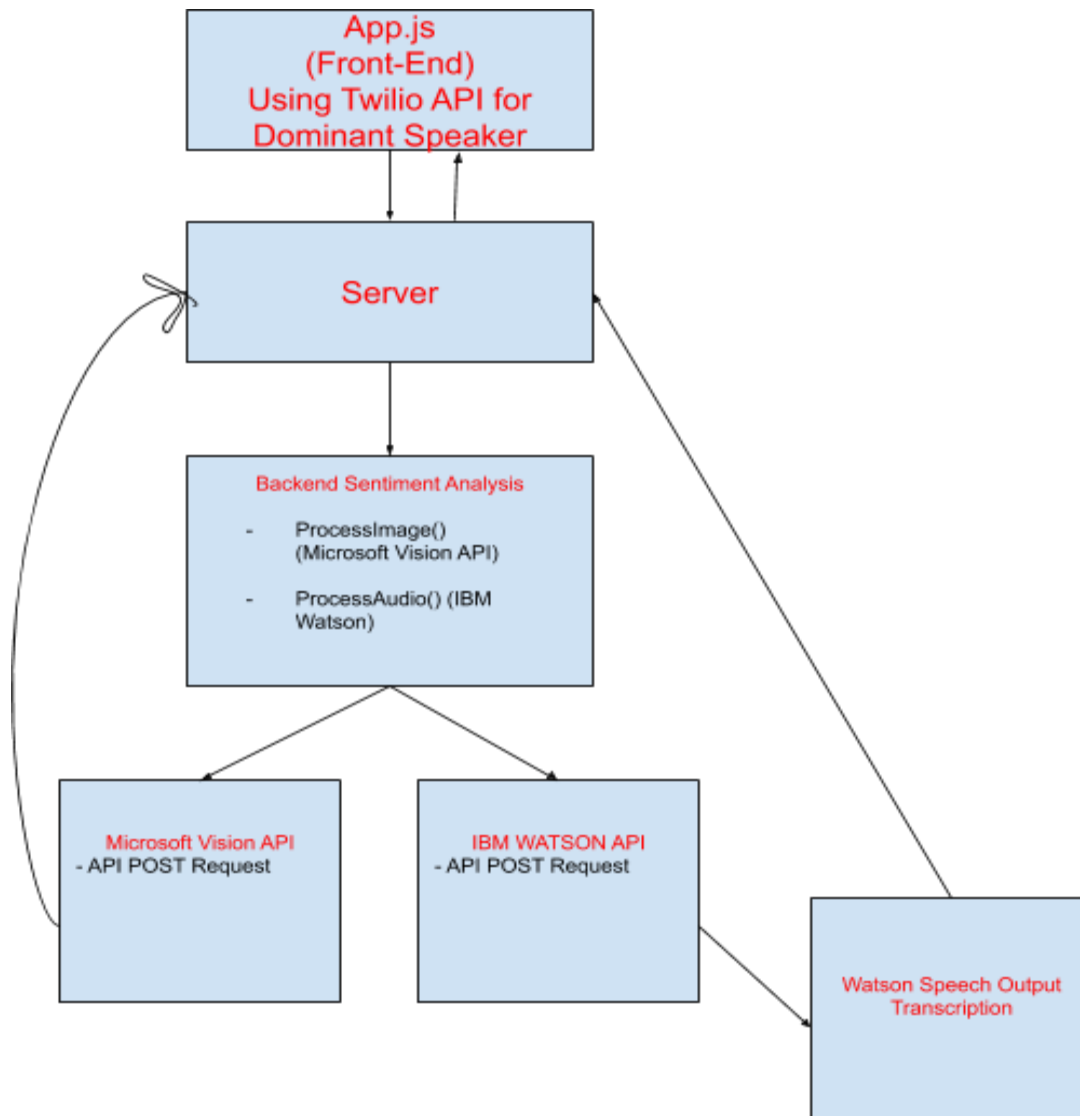 App.js
(Front-End)
Using Twilio API for
Dominant Speaker
Server
Backend Sentiment Analysis
- ProcessImage()
(Microsoft Vision API)
- ProcessAudio() (IBM
Watson)
Microsoft Vision API
- API POST Request
IBM WATSON API
- API POST Request
Watson Speech Output
Transcription